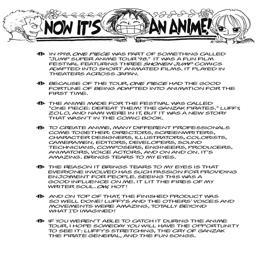 NOW IT'S AN ANIME!
IN 1998, ONE PIECE WAS PART OF SOMETHING CALLED
"JUMP SUPER ANIME TOUR '98." IT WAS A FUN FILM
FESTIVAL FEATURING THREE SHONEN JUMP COMICS
ADAPTED INTO SHORT ANIMATED FILMS. IT PLAYED IN
THEATERS ACROSS JAPAN.
BECAUSE OF THE TOUR, ONE PIECE HAD THE GOOD
FORTUNE OF BEING ADAPTED INTO ANIMATION FOR THE
FIRST TIME.
THE ANIME MADE FOR THE FESTIVAL WAS CALLED
"ONE PIECE: DEFEAT THEM! THE GANZAK PIRATES." LUFFY,
ZOLO, AND NAMI WERE IN IT, BUT IT WAS A NEW STORY
THAT WASN'T IN THE COMIC BOOK.
TO CREATE ANIME, MANY DIFFERENT PROFESSIONALS
COME TOGETHER: DIRECTORS, SCREENWRITERS,
CHARACTER DESIGNERS, ILLUSTRATORS, COLORISTS,
CAMERAMEN, EDITORS, DEVELOPERS, SOUND
TECHNICIANS, COMPOSERS, ENGINEERS, PRODUCERS,
ANIMATORS, VOICE ACTORS, AND ON AND ON. IT'S
AMAZING. BRINGS TEARS TO MY EYES.
THE REASON IT BRINGS TEARS TO MY EYES IS THAT
EVERYONE INVOLVED HAS SUCH PASSION FOR PROVIDING
ENJOYMENT FOR PEOPLE. SEEING THIS WAS A
GOOD INFLUENCE ON ME. IT LIT THE FIRES OF MY
WRITER SOUL. OW, HOT!
AND ON TOP OF THAT, THE FINISHED PRODUCT WAS
SO WELL DONE! LUFFY'S AND THE OTHERS' VOICES AND
MOVEMENTS WERE AMAZING, TOTALLY BEYOND
WHAT I'D IMAGINED!
IF YOU WEREN'T ABLE TO CATCH IT DURING THE ANIME
TOUR, I HOPE SOMEDAY YOU WILL HAVE THE OPPORTUNITY
TO SEE IT: LUFFY'S STRETCHING, THE CRY OF GANZAK
THE PIRATE GENERAL, AND THE FUN SONGS.